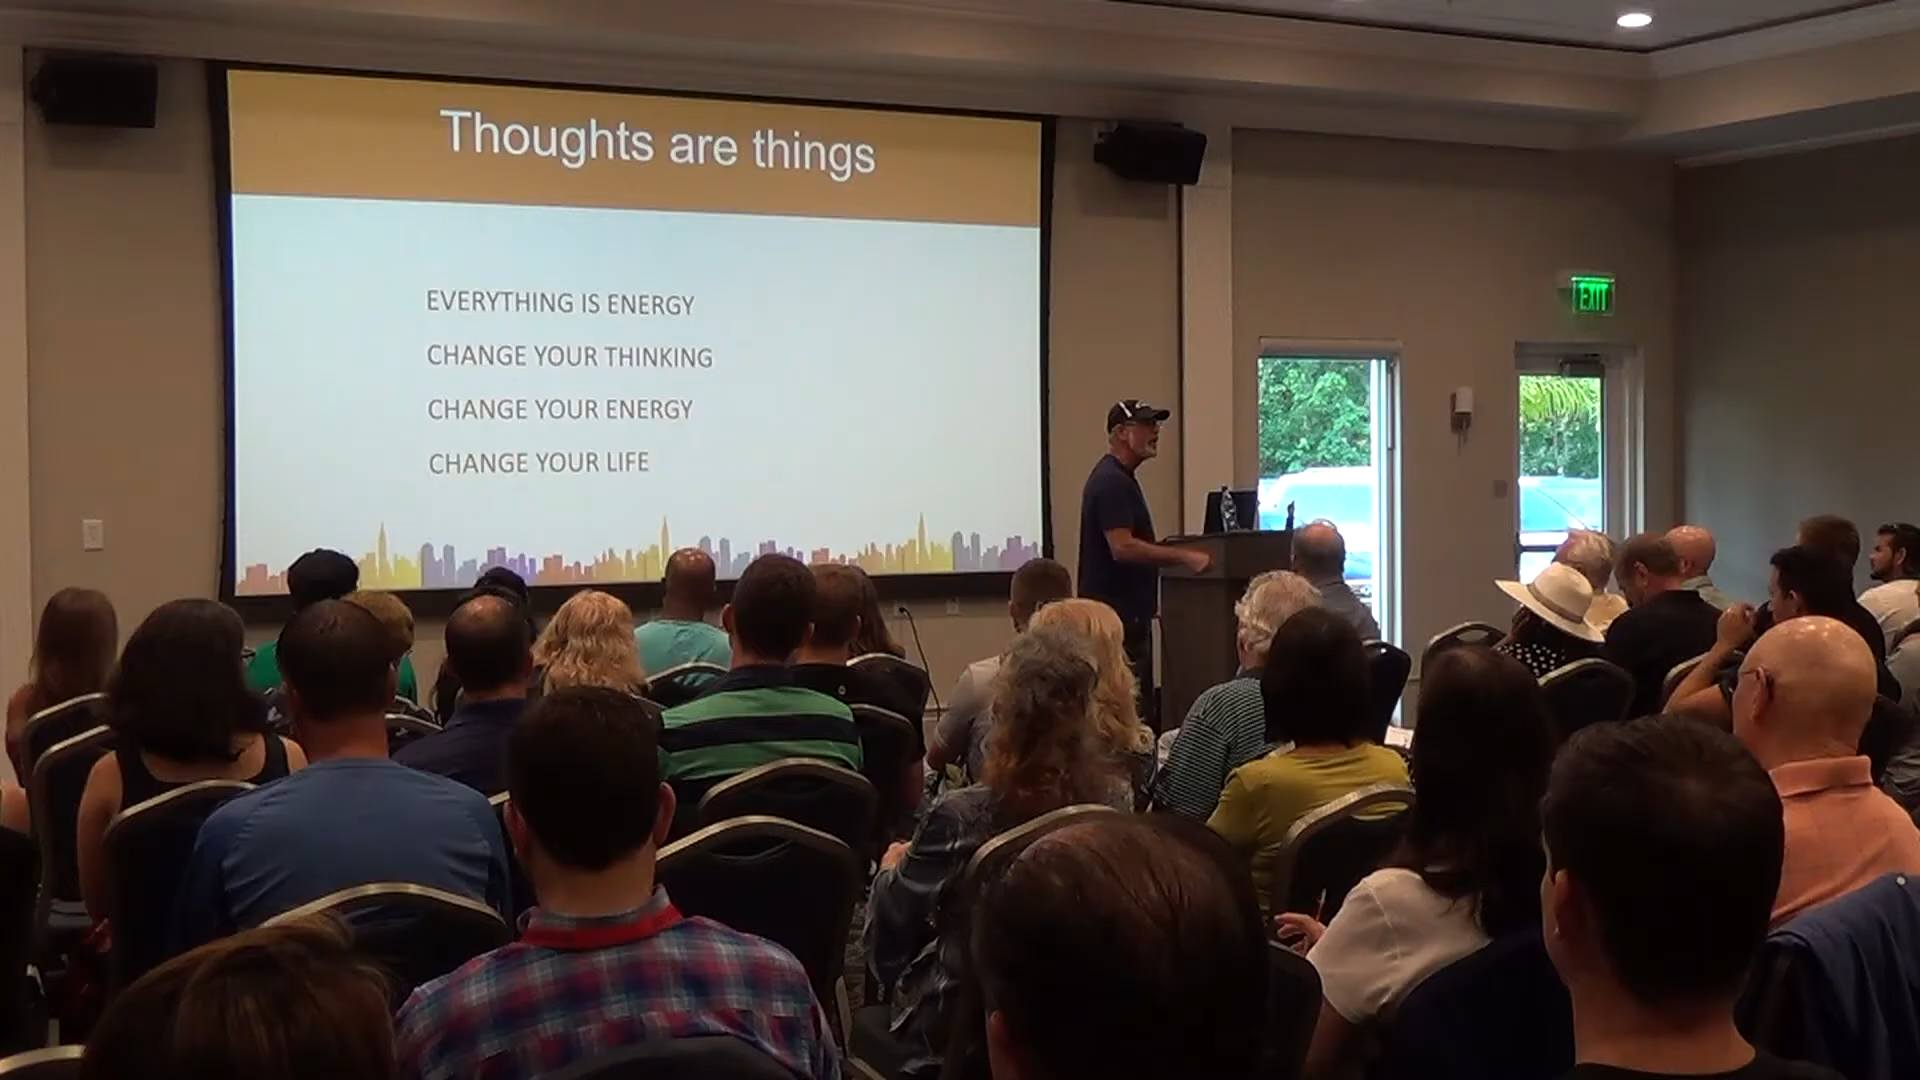 Thoughts are things
EVERYTHING IS ENERGY
CHANGE YOUR THINKING
CHANGE YOUR ENERGY
CHANGE YOUR LIFE
EXIT